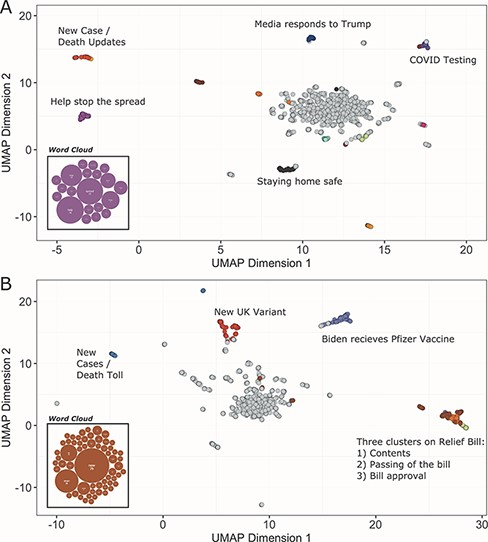 A
20
10
0
-10
UMAP Dimension 2
New Case /
Death Updates
Media responds to Trump
COVID Testing
Help stop the spread
Staying home safe
Word Cloud
-5
0
5
10
15
20
UMAP Dimension 1
B
20
10
0
-10
UMAP Dimension 2
New UK Variant
Biden recieves Pfizer Vaccine
New
Cases /
Death Toll
Word Cloud
Three clusters on Relief Bill:
1) Contents
2) Passing of the bill
3) Bill approval
-10
0
10
20
30
UMAP Dimension 1